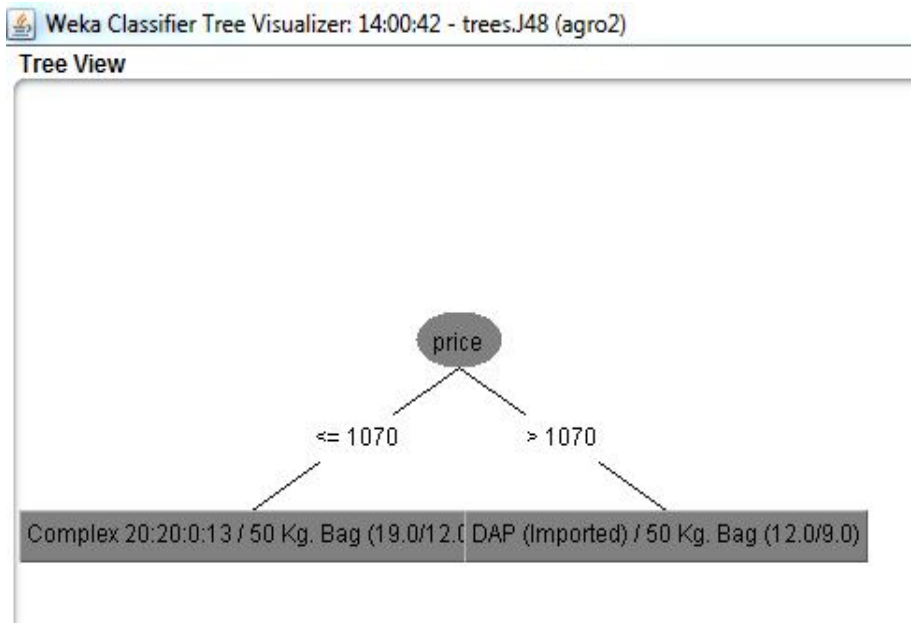 Weka Classifier Tree Visualizer: 14:00:42 - trees.J48 (agro2)
Tree View
price
<= 1070
> 1070
Complex 20:20:0:13 / 50 Kg. Bag (19.0/12.0
DAP (Imported) / 50 Kg. Bag (12.0/9.0)